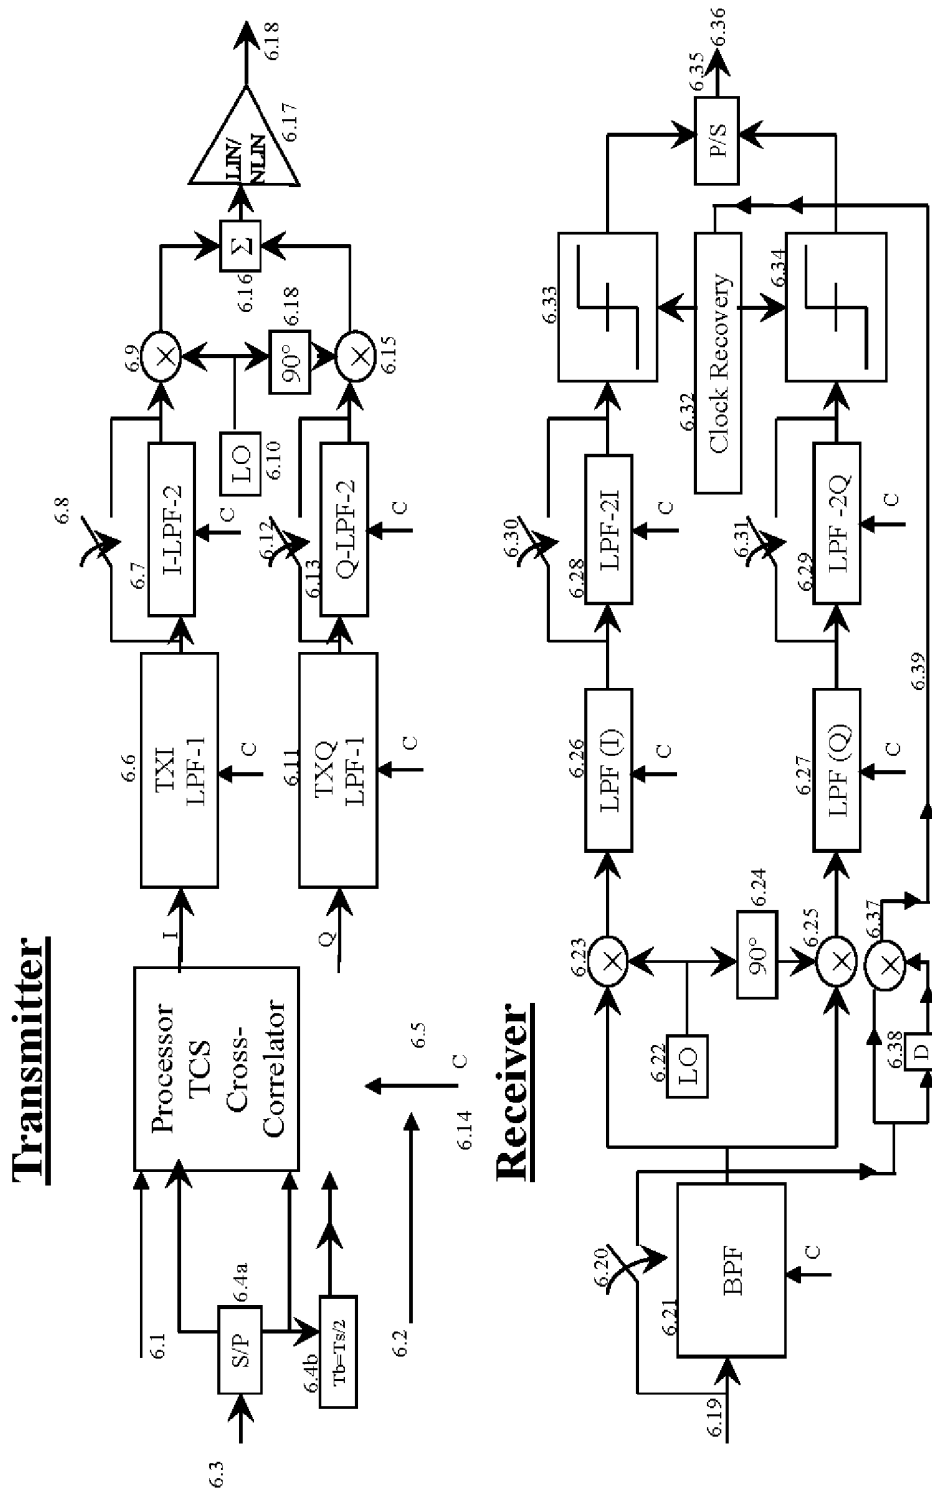 Transmitter
6.1
6.3
S/P
6.4a
6.4b
Tb=Ts/2
6.2
Processor
TCS
Cross-
Correlator
6.5
C
6.14
I
Q
6.6
TXI
LPF-1
C
6.11
TXQ
LPF-1
C
6.8
6.7
I-LPF-2
C
6.12
6.13
Q-LPF-2
C
6.9
LO
6.10
90°
6.18
6.15
Σ
6.16
LIN/
NLIN
6.17
6.18
Receiver
6.19
6.20
6.21
BPF
C
6.22
LO
6.23
90°
6.24
6.25
6.38
D
6.37
6.39
6.26
LPF (I)
C
6.27
LPF (Q)
C
6.30
6.28
LPF-2I
C
6.31
6.29
LPF -2Q
C
6.33
6.32
Clock Recovery
6.34
P/S
6.35
6.36